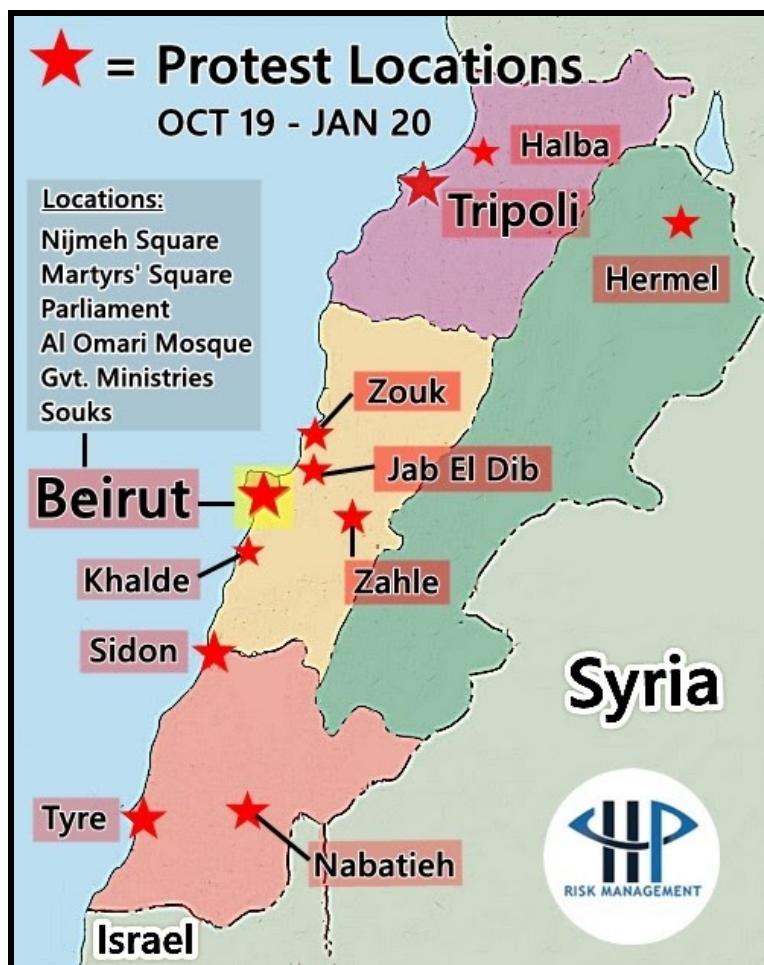 = Protest Locations
OCT 19 - JAN 20
Locations:
Nijmeh Square
Martyrs' Square
Parliament
Al Omari Mosque
Gvt. Ministries
Souks
Halba
Tripoli
Hermel
Zouk
Jab El Dib
Beirut
Khalde
Zahle
Sidon
Syria
Tyre
Nabatieh
Israel
CHP
RISK MANAGEMENT